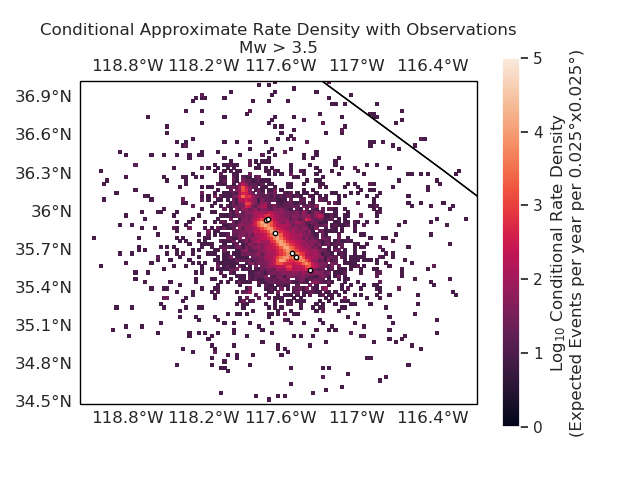 Conditional Approximate Rate Density with Observations
Mw > 3.5
118.8°W 118.2°W 117.6°W 117°W 116.4°W
36.9°N
36.6°N
36.3°N
36°N
35.7°N
35.4°N
35.1°N
34.8°N
34.5°N
118.8°W 118.2°W 117.6°W 117°W 116.4°W
5
4
3
2
1
0
Log₁₀ Conditional Rate Density
(Expected Events per year per 0.025°x0.025°)